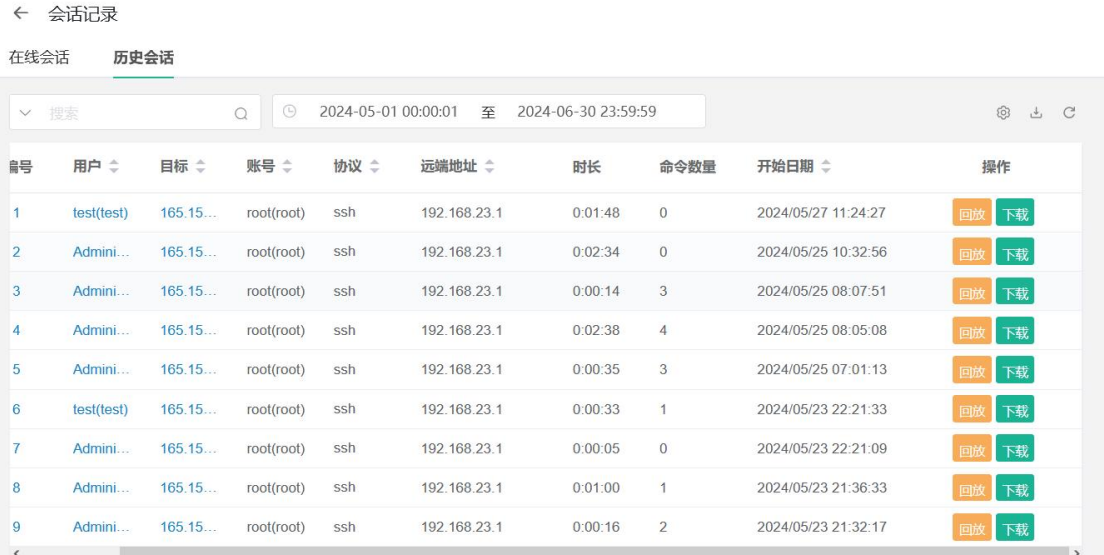 会话记录
在线会话 历史会话
搜索 2024-05-01 00:00:01 至 2024-06-30 23:59:59
编号 用户 目标 账号 协议 远端地址 时长 命令数量 开始日期 操作
1 test(test) 165.15... root(root) ssh 192.168.23.1 0:01:48 0 2024/05/27 11:24:27 回放 下载
2 Admini... 165.15... root(root) ssh 192.168.23.1 0:02:34 0 2024/05/25 10:32:56 回放 下载
3 Admini... 165.15... root(root) ssh 192.168.23.1 0:00:14 3 2024/05/25 08:07:51 回放 下载
4 Admini... 165.15... root(root) ssh 192.168.23.1 0:02:38 4 2024/05/25 08:05:08 回放 下载
5 Admini... 165.15... root(root) ssh 192.168.23.1 0:00:35 3 2024/05/25 07:01:13 回放 下载
6 test(test) 165.15... root(root) ssh 192.168.23.1 0:00:33 1 2024/05/23 22:21:33 回放 下载
7 Admini... 165.15... root(root) ssh 192.168.23.1 0:00:05 0 2024/05/23 22:21:09 回放 下载
8 Admini... 165.15... root(root) ssh 192.168.23.1 0:01:00 1 2024/05/23 21:36:33 回放 下载
9 Admini... 165.15... root(root) ssh 192.168.23.1 0:00:16 2 2024/05/23 21:32:17 回放 下载